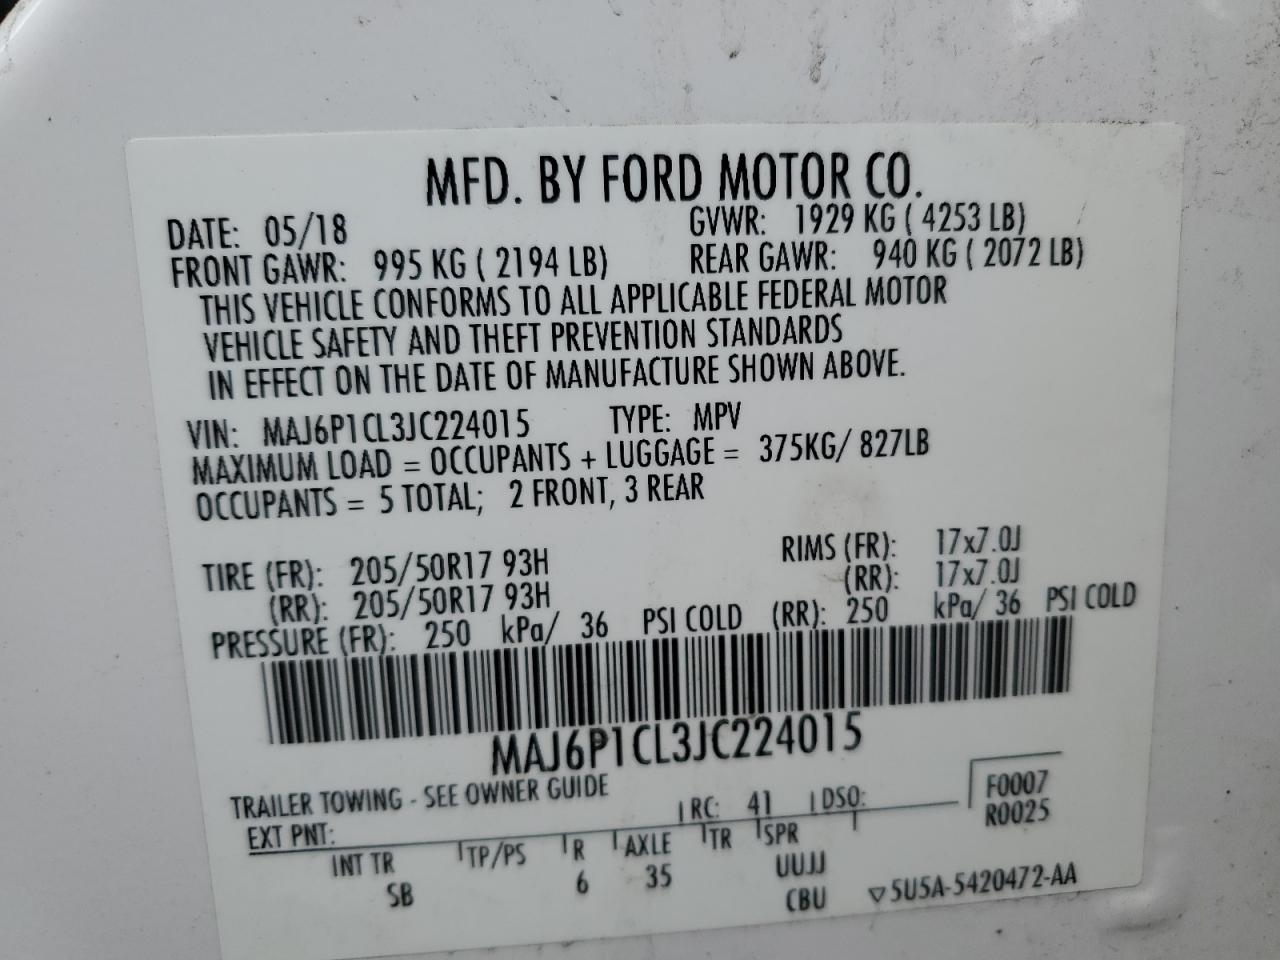 MFD. BY FORD MOTOR CO.
DATE: 05/18 GVWR: 1929 KG ( 4253 LB)
FRONT GAWR: 995 KG ( 2194 LB) REAR GAWR: 940 KG ( 2072 LB)
THIS VEHICLE CONFORMS TO ALL APPLICABLE FEDERAL MOTOR
VEHICLE SAFETY AND THEFT PREVENTION STANDARDS
IN EFFECT ON THE DATE OF MANUFACTURE SHOWN ABOVE.
VIN: MAJ6P1CL3JC224015 TYPE: MPV
MAXIMUM LOAD = OCCUPANTS + LUGGAGE = 375KG/ 827LB
OCCUPANTS = 5 TOTAL; 2 FRONT, 3 REAR
TIRE (FR): 205/50R17 93H RIMS (FR): 17x7.0J
(RR): 205/50R17 93H (RR): 17x7.0J
PRESSURE (FR): 250 kPa/ 36 PSI COLD (RR): 250 kPa/ 36 PSI COLD
MAJ6P1CL3JC224015
TRAILER TOWING - SEE OWNER GUIDE
EXT PNT: RC: 41 DSO: F0007
R0025
INT TR TP/PS R AXLE TR SPR
SB 6 35 UUJJ
CBU ▽5U5A-5420472-AA